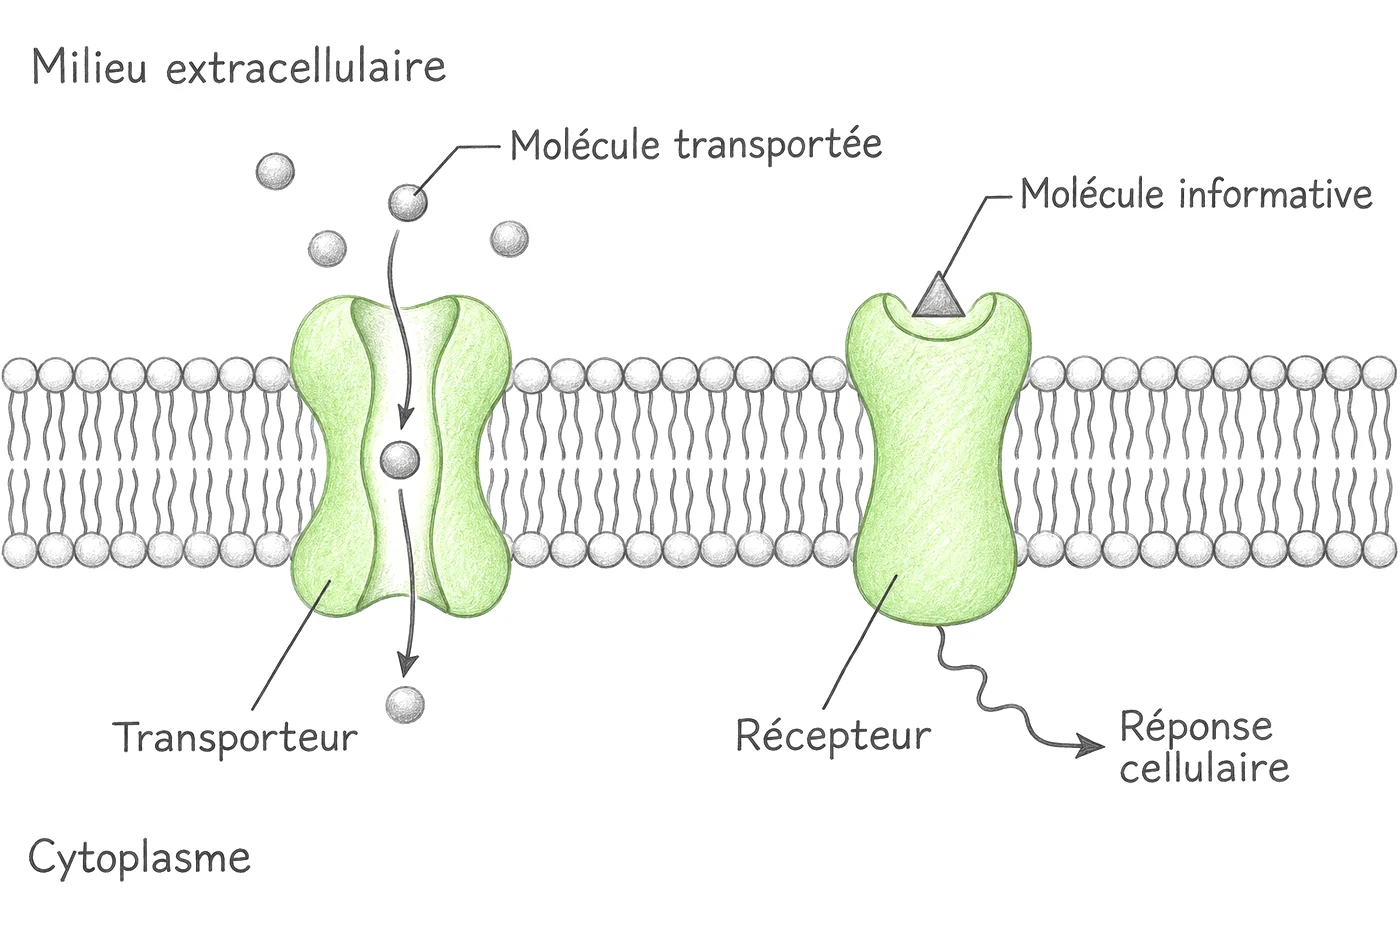 Milieu extracellulaire
Molécule transportée
Molécule informative
Transporteur
Récepteur
Réponse
cellulaire
Cytoplasme